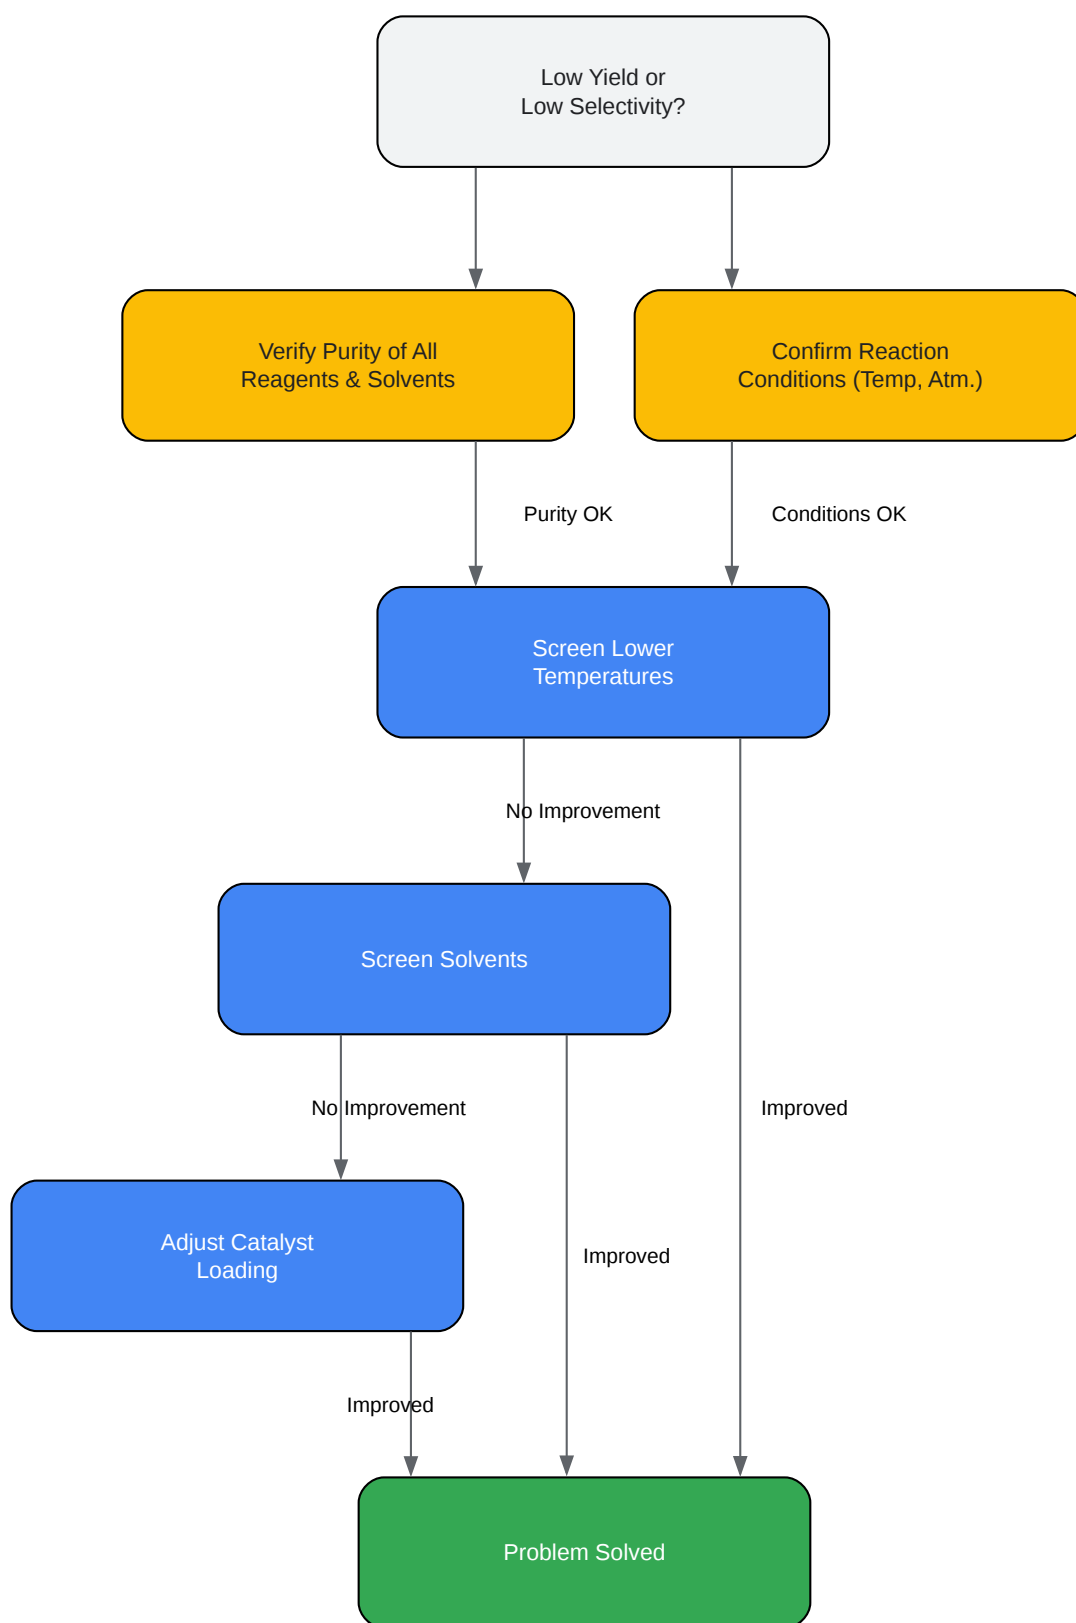 Low Yield or
Low Selectivity?
Verify Purity of All
Reagents & Solvents
Confirm Reaction
Conditions (Temp, Atm.)
Purity OK
Conditions OK
Screen Lower
Temperatures
No Improvement
Screen Solvents
No Improvement
Improved
Adjust Catalyst
Loading
Improved
Improved
Problem Solved